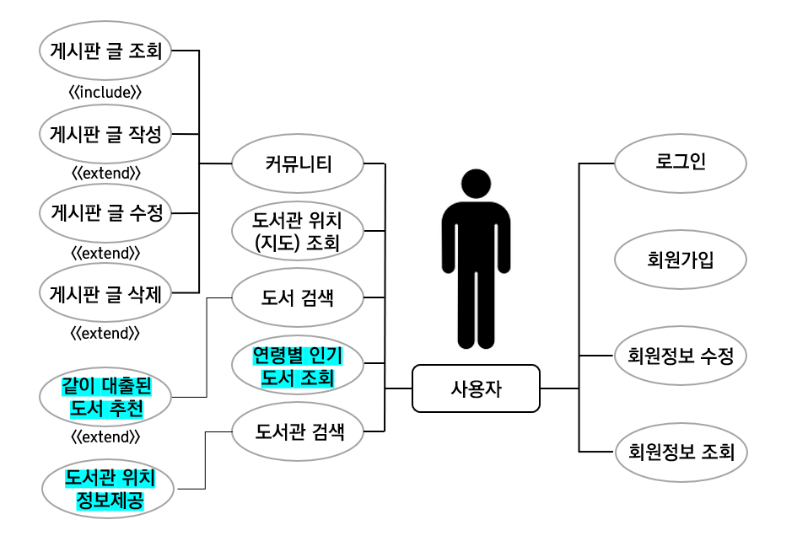 게시판 글 조회
《include》
게시판 글 작성
《extend》
게시판 글 수정
《extend》
게시판 글 삭제
《extend》
같이 대출된
도서 추천
《extend》
도서관 위치
정보제공
커뮤니티
도서관 위치
(지도) 조회
도서 검색
연령별 인기
도서 조회
도서관 검색
사용자
로그인
회원가입
회원정보 수정
회원정보 조회